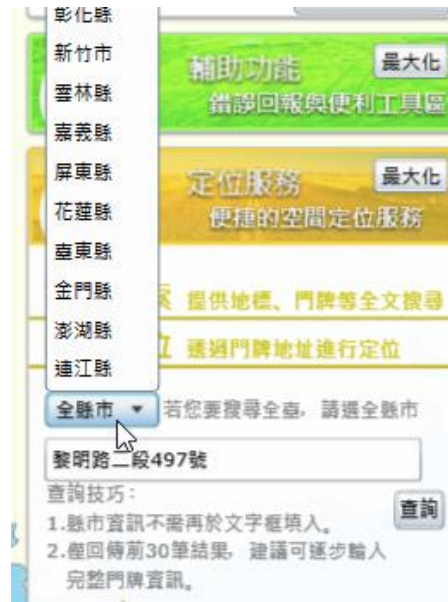 彰化縣
新竹市
雲林縣
嘉義縣
屏東縣
花蓮縣
臺東縣
金門縣
澎湖縣
連江縣
輔助功能
最大化
錯誤回報與便利工具區
定位服務
最大化
便捷的空間定位服務
提供地標、門牌等全文搜尋
透過門牌地址進行定位
全縣市
若您要搜尋全臺，請選全縣市
黎明路二段497號
查詢技巧：
查詢
1.縣市資訊不需再於文字框填入。
2.僅回傳前30筆結果，建議可逐步輸入
完整門牌資訊。